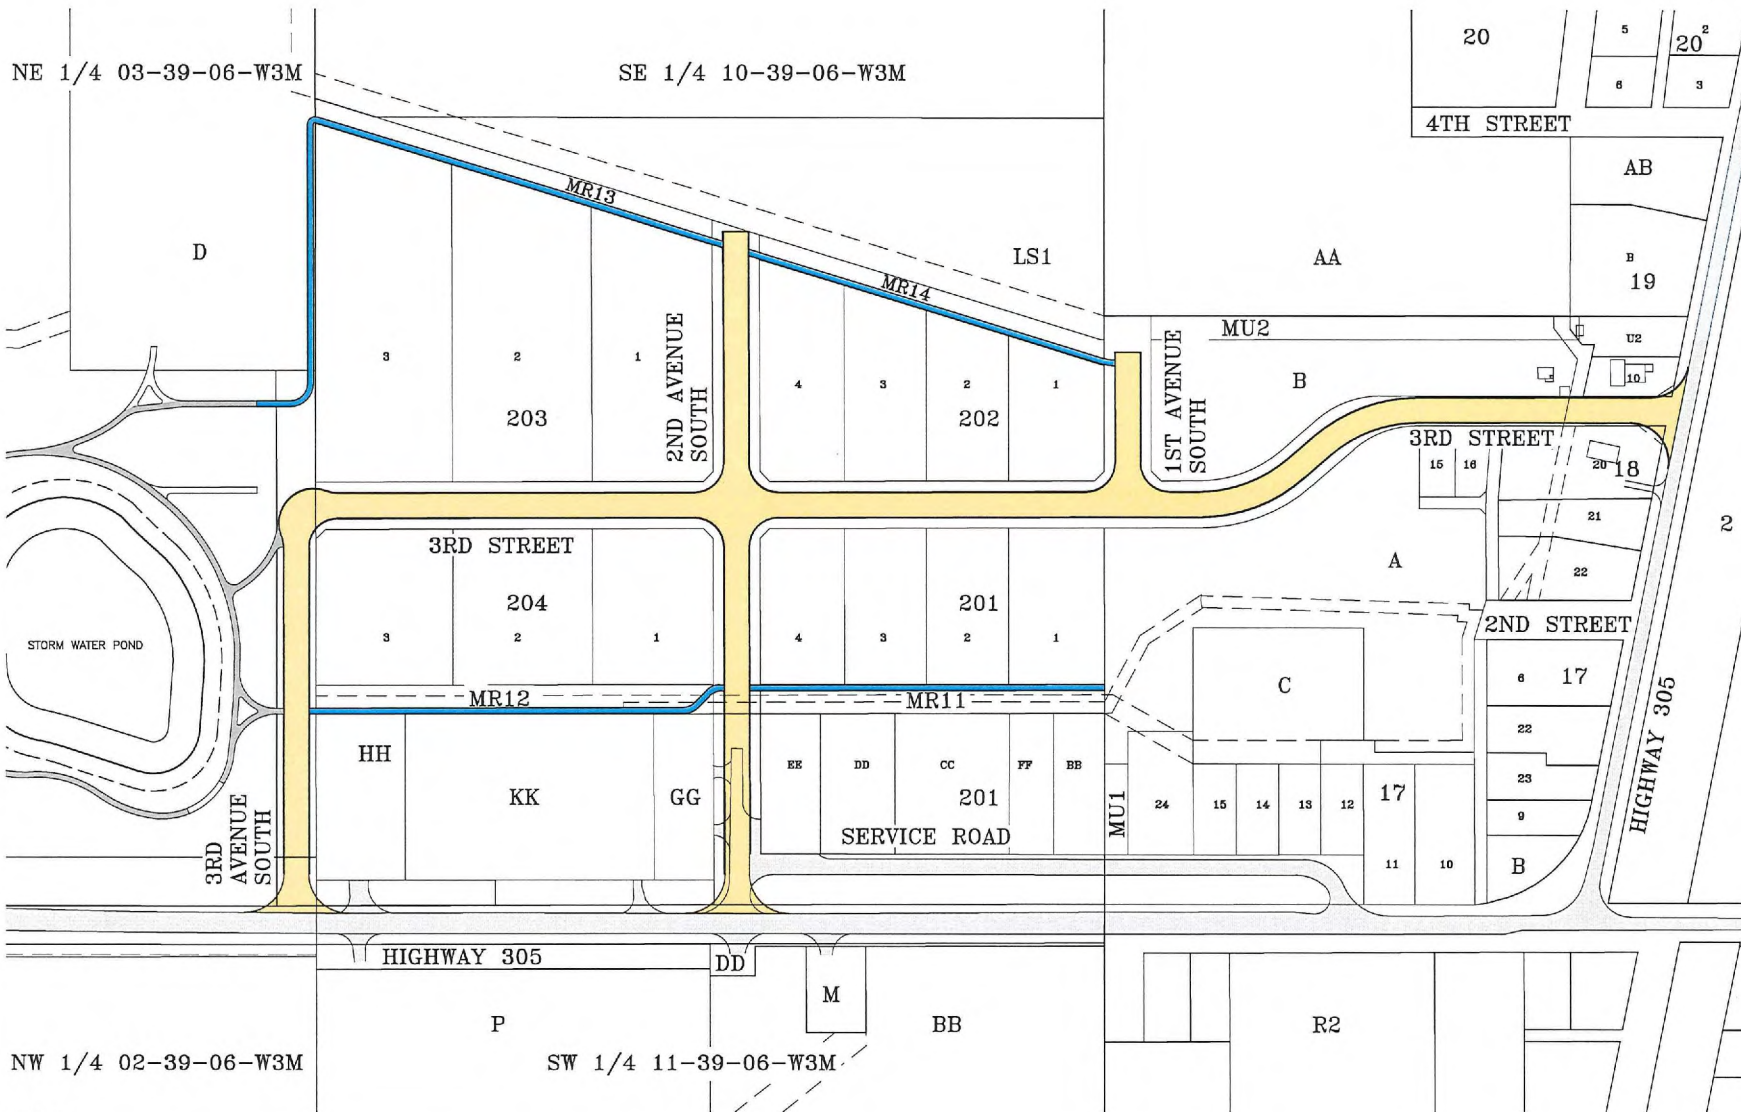 NE 1/4 03-39-06-W3M
SE 1/4 10-39-06-W3M
20
5
20
2
6
3
4TH STREET
AB
MR13
D
LS1
AA
B
19
MR14
MU2
U2
3
2
1
2ND AVENUE
SOUTH
4
3
2
1
1ST AVENUE
SOUTH
B
10
203
202
3RD STREET
15
16
20
18
21
2
3RD STREET
A
22
204
201
STORM WATER POND
3
2
1
4
3
2
1
2ND STREET
MR12
MR11
C
6
17
HIGHWAY 305
22
HH
EE
DD
CC
FF
BB
KK
GG
201
MU1
24
15
14
13
12
17
23
9
3RD
AVENUE
SOUTH
SERVICE ROAD
11
10
B
HIGHWAY 305
DD
M
P
BB
R2
NW 1/4 02-39-06-W3M
SW 1/4 11-39-06-W3M